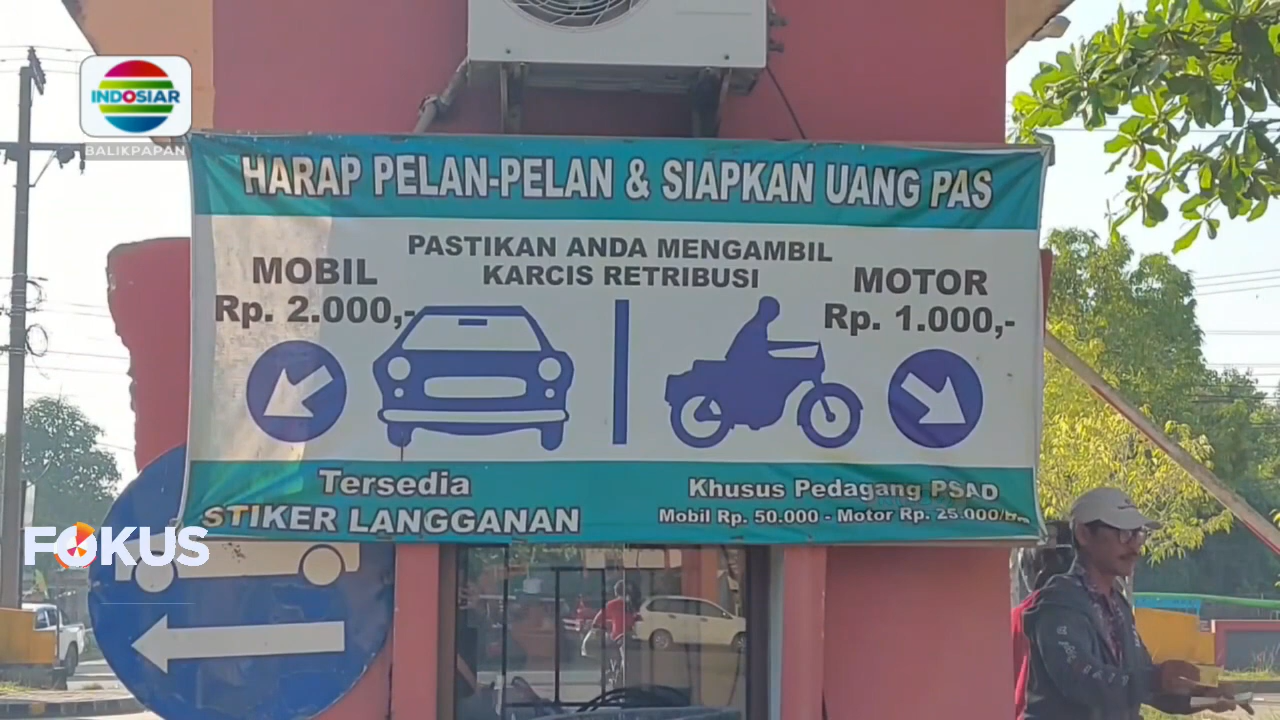 INDOSIAR
BALIKPAPAN
HARAP PELAN-PELAN & SIAPKAN UANG PAS
PASTIKAN ANDA MENGAMBIL
KARCIS RETRIBUSI
MOBIL
Rp. 2.000,-
MOTOR
Rp. 1.000,-
Tersedia
STIKER LANGGANAN
Khusus Pedagang PSAD
Mobil Rp. 50.000 - Motor Rp. 25.000/
FOKUS